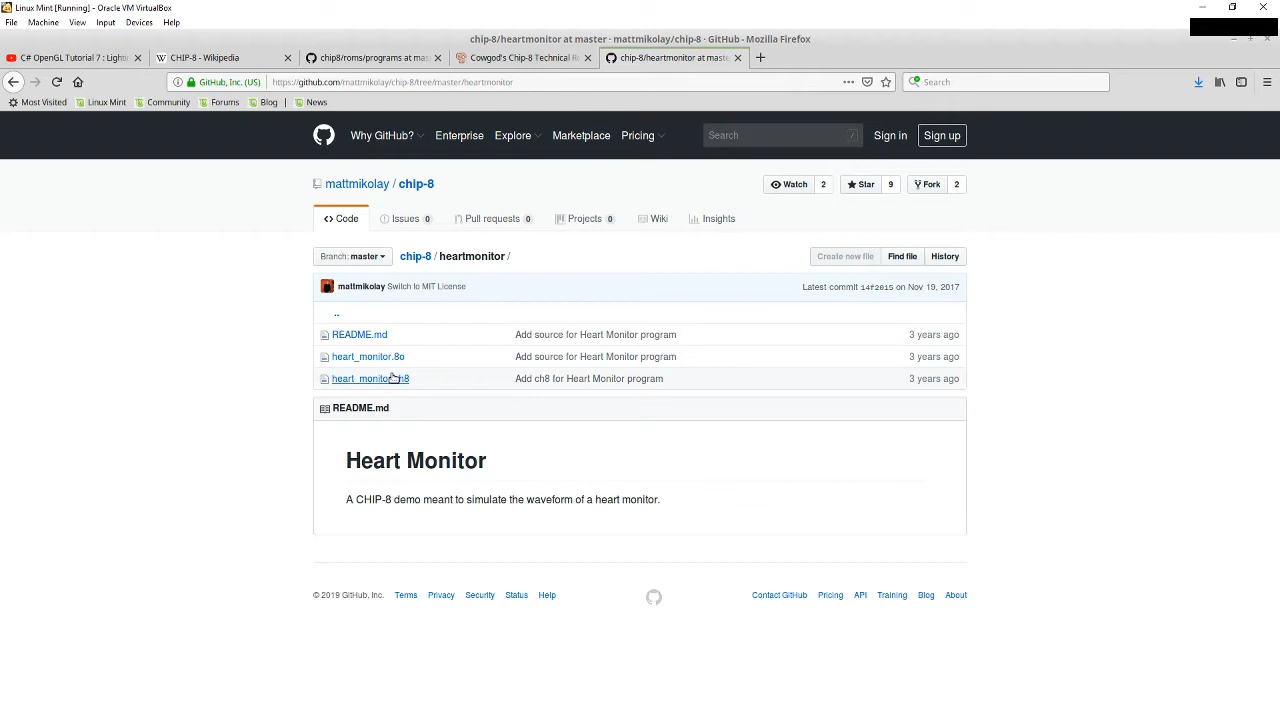 Linux Mint [Running] - Oracle VM VirtualBox
File Machine View Input Devices Help
chip-8/heartmonitor at master · mattmikolay/chip-8 · GitHub - Mozilla Firefox
C# OpenGL Tutorial 7 : Light
CHIP-8 - Wikipedia
chip8/roms/programs at mas
Cowgod's Chip-8 Technical R
chip-8/heartmonitor at maste
GitHub, Inc. (US) https://github.com/mattmikolay/chip-8/tree/master/heartmonitor
Search
Most Visited Linux Mint Community Forums Blog News
Why GitHub? Enterprise Explore Marketplace Pricing
Search /
Sign in Sign up
mattmikolay / chip-8
Watch 2 Star 9 Fork 2
Code Issues 0 Pull requests 0 Projects 0 Wiki Insights
Branch: master chip-8 / heartmonitor /
Create new file Find file History
mattmikolay Switch to MIT License Latest commit 14f2015 on Nov 19, 2017
..
README.md Add source for Heart Monitor program 3 years ago
heart_monitor.8o Add source for Heart Monitor program 3 years ago
heart_monitor.ch8 Add ch8 for Heart Monitor program 3 years ago
README.md
Heart Monitor
A CHIP-8 demo meant to simulate the waveform of a heart monitor.
© 2019 GitHub, Inc. Terms Privacy Security Status Help
Contact GitHub Pricing API Training Blog About